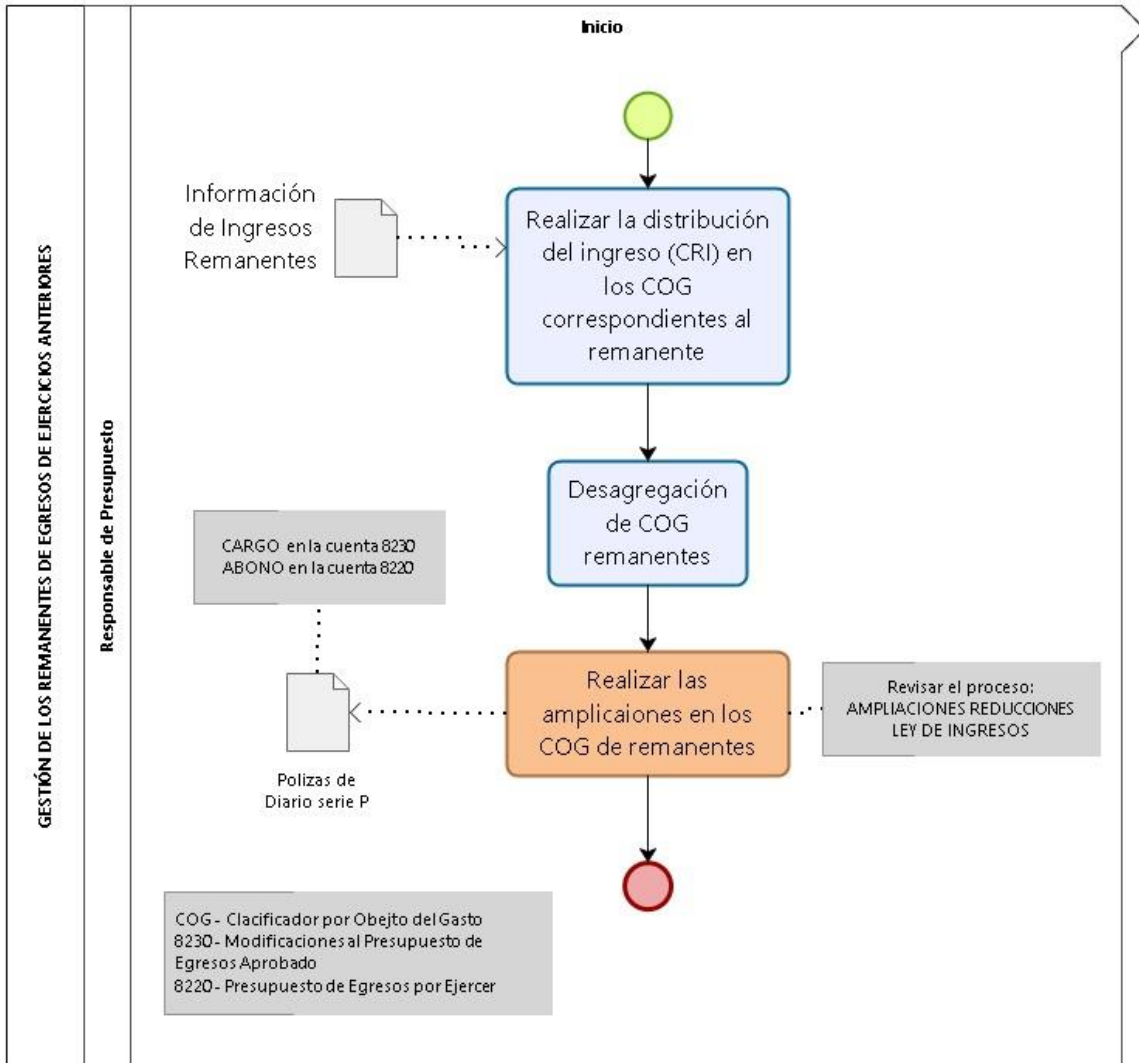 GESTIÓN DE LOS REMANENTES DE EGRESOS DE EJERCICIOS ANTERIORES
Responsable de Presupuesto
Inicio
Información
de Ingresos
Remanentes
Realizar la distribución
del ingreso (CRI) en
los COG
correspondientes al
remanente
Desagregación
de COG
remanentes
CARGO en la cuenta 8230
ABONO en la cuenta 8220
Realizar las
amplicaiones en los
COG de remanentes
Revisar el proceso:
AMPLIACIONES REDUCCIONES
LEY DE INGRESOS
Polizas de
Diario serie P
COG - Clacificador por Obejto del Gasto
8230- Modificaciones al Presupuesto de
Egresos Aprobado
8220- Presupuesto de Egresos por Ejercer